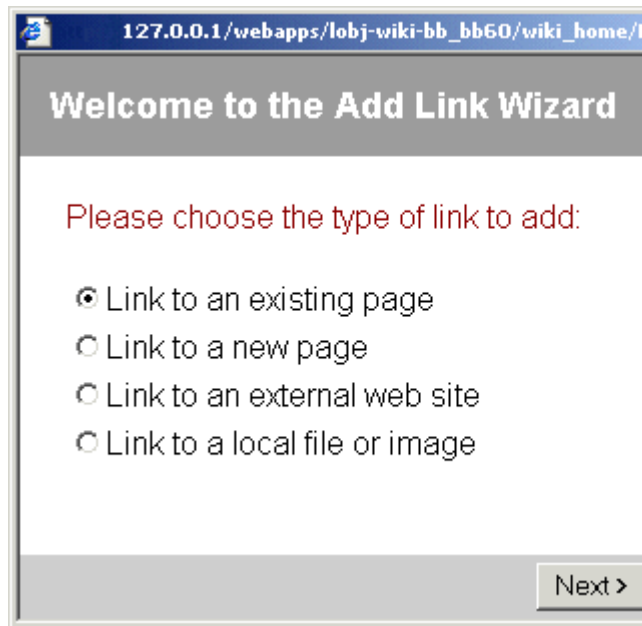 127.0.0.1/webapps/lobj-wiki-bb_bb60/wiki_home/
Welcome to the Add Link Wizard
Please choose the type of link to add:
Link to an existing page
Link to a new page
Link to an external web site
Link to a local file or image
Next >